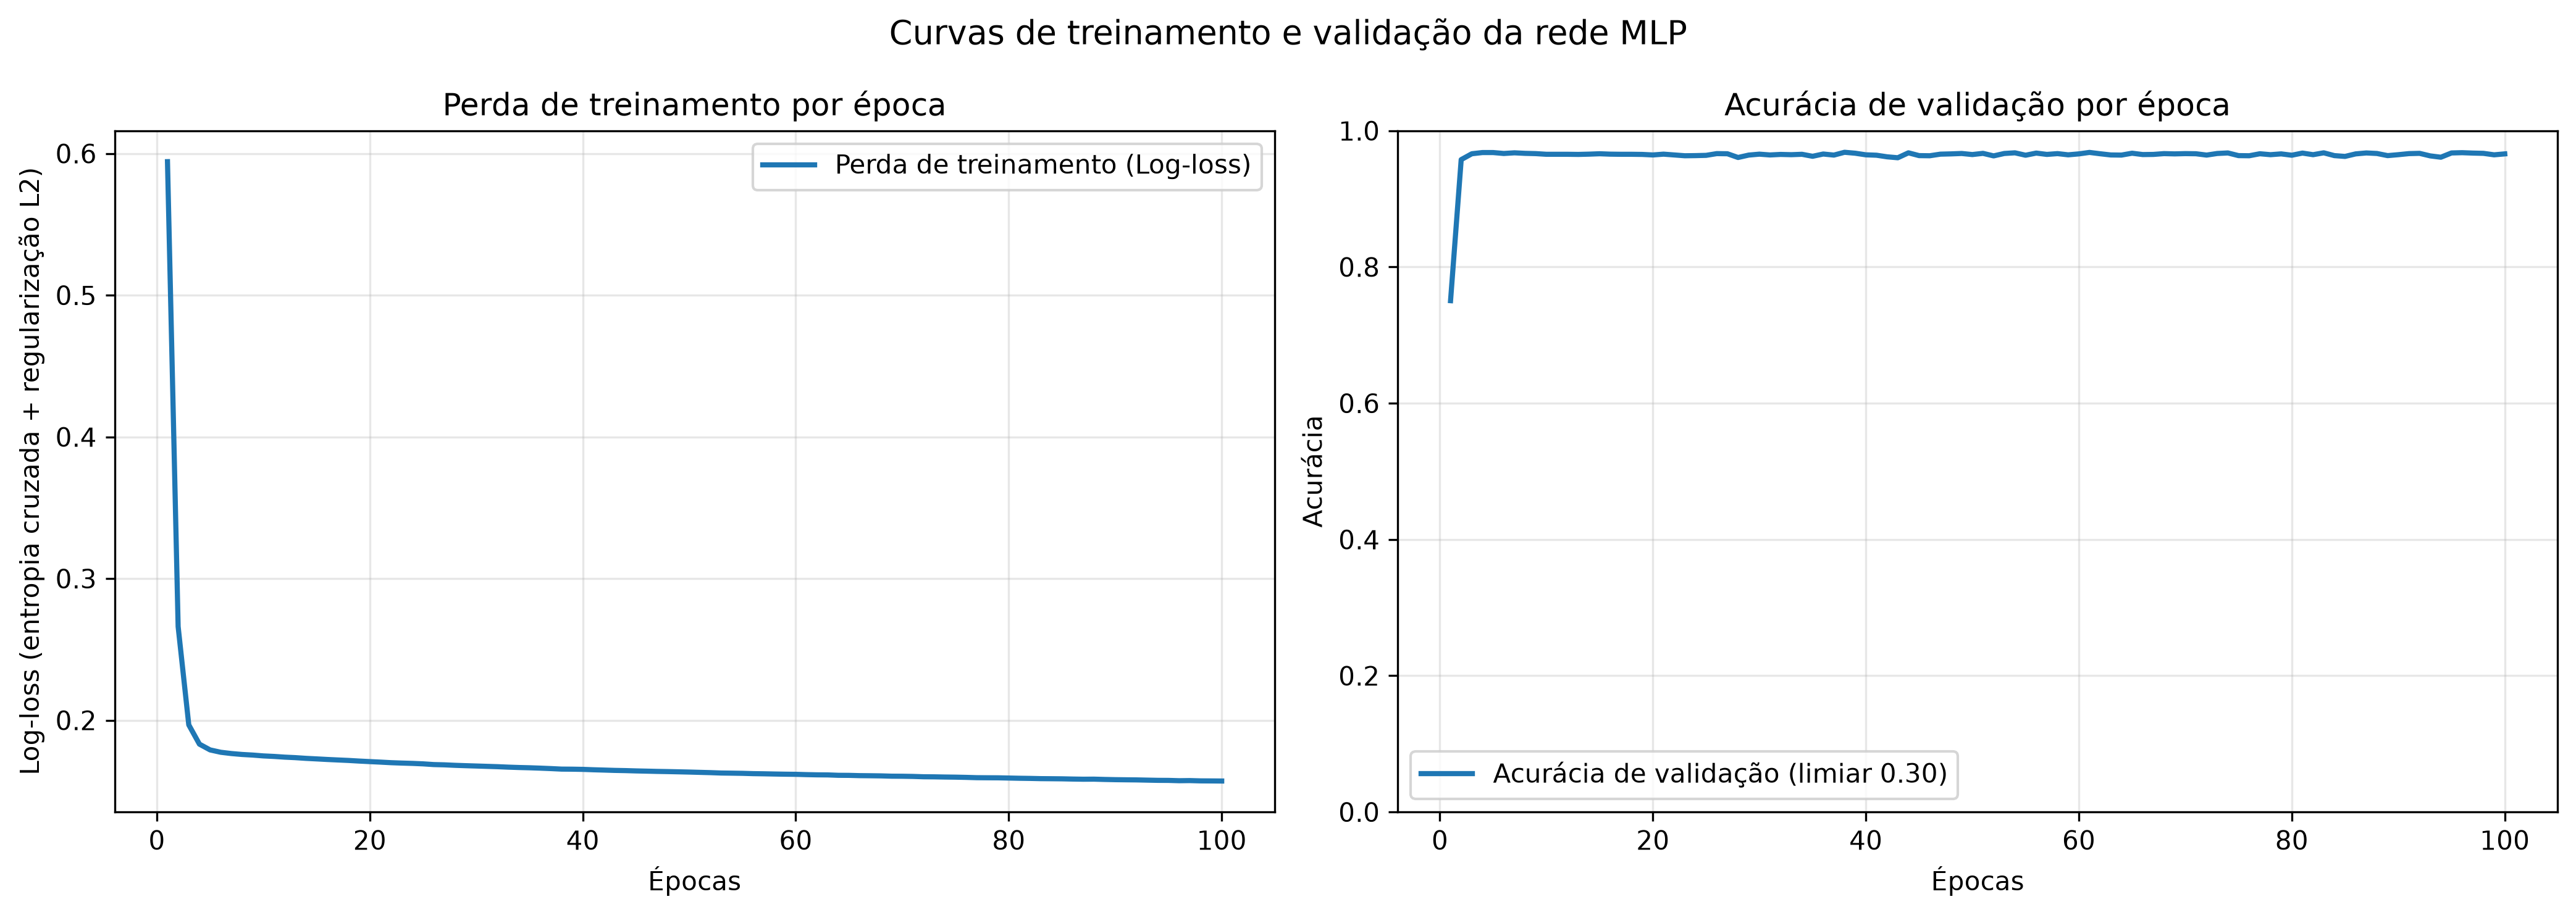 Curvas de treinamento e validação da rede MLP
Perda de treinamento por época
Log-loss (entropia cruzada + regularização L2)
0.6
0.5
0.4
0.3
0.2
Perda de treinamento (Log-loss)
0 20 40 60 80 100
Épocas
Acurácia de validação por época
Acurácia
1.0
0.8
0.6
0.4
0.2
0.0
Acurácia de validação (limiar 0.30)
0 20 40 60 80 100
Épocas